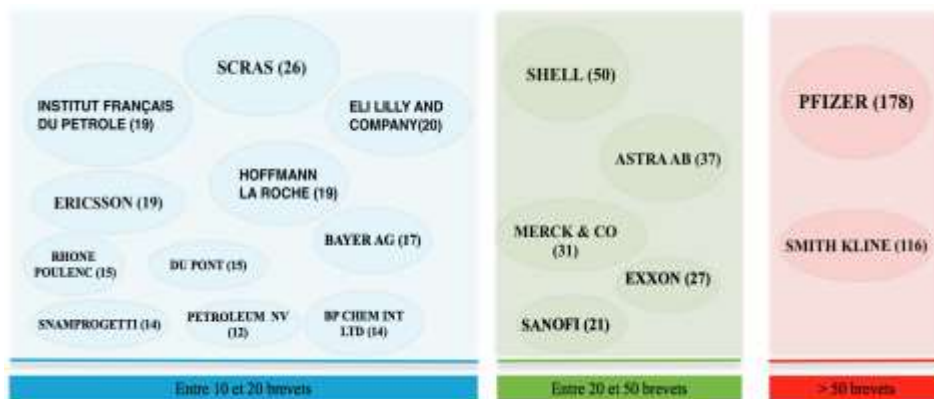 SCRAS (26)
INSTITUT FRANÇAIS
DU PETROLE (19)
ELI LILLY AND
COMPANY(20)
HOFFMANN
LA ROCHE (19)
ERICSSON (19)
BAYER AG (17)
RHONE
POULENC (15)
DU PONT (15)
SNAMPROGETTI (14)
PETROLEUM NV
(12)
BP CHEM INT
LTD (14)
Entre 10 et 20 brevets
SHELL (50)
ASTRA AB (37)
MERCK & CO
(31)
EXXON (27)
SANOFI (21)
Entre 20 et 50 brevets
PFIZER (178)
SMITH KLINE (116)
> 50 brevets